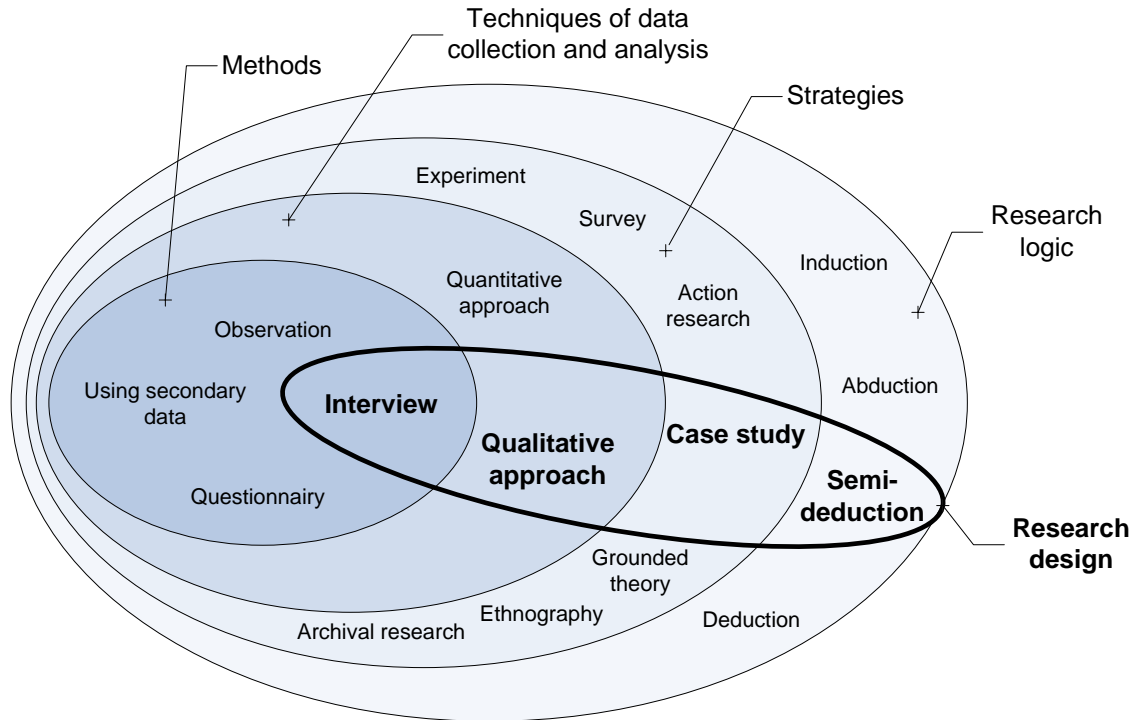 Techniques of data
collection and analysis
Methods
Strategies
Experiment
Survey
Research
logic
Induction
Quantitative
approach
Action
research
Observation
Using secondary
data
Interview
Abduction
Qualitative
approach
Case study
Semi-
deduction
Questionnairy
Research
design
Grounded
theory
Ethnography
Archival research
Deduction